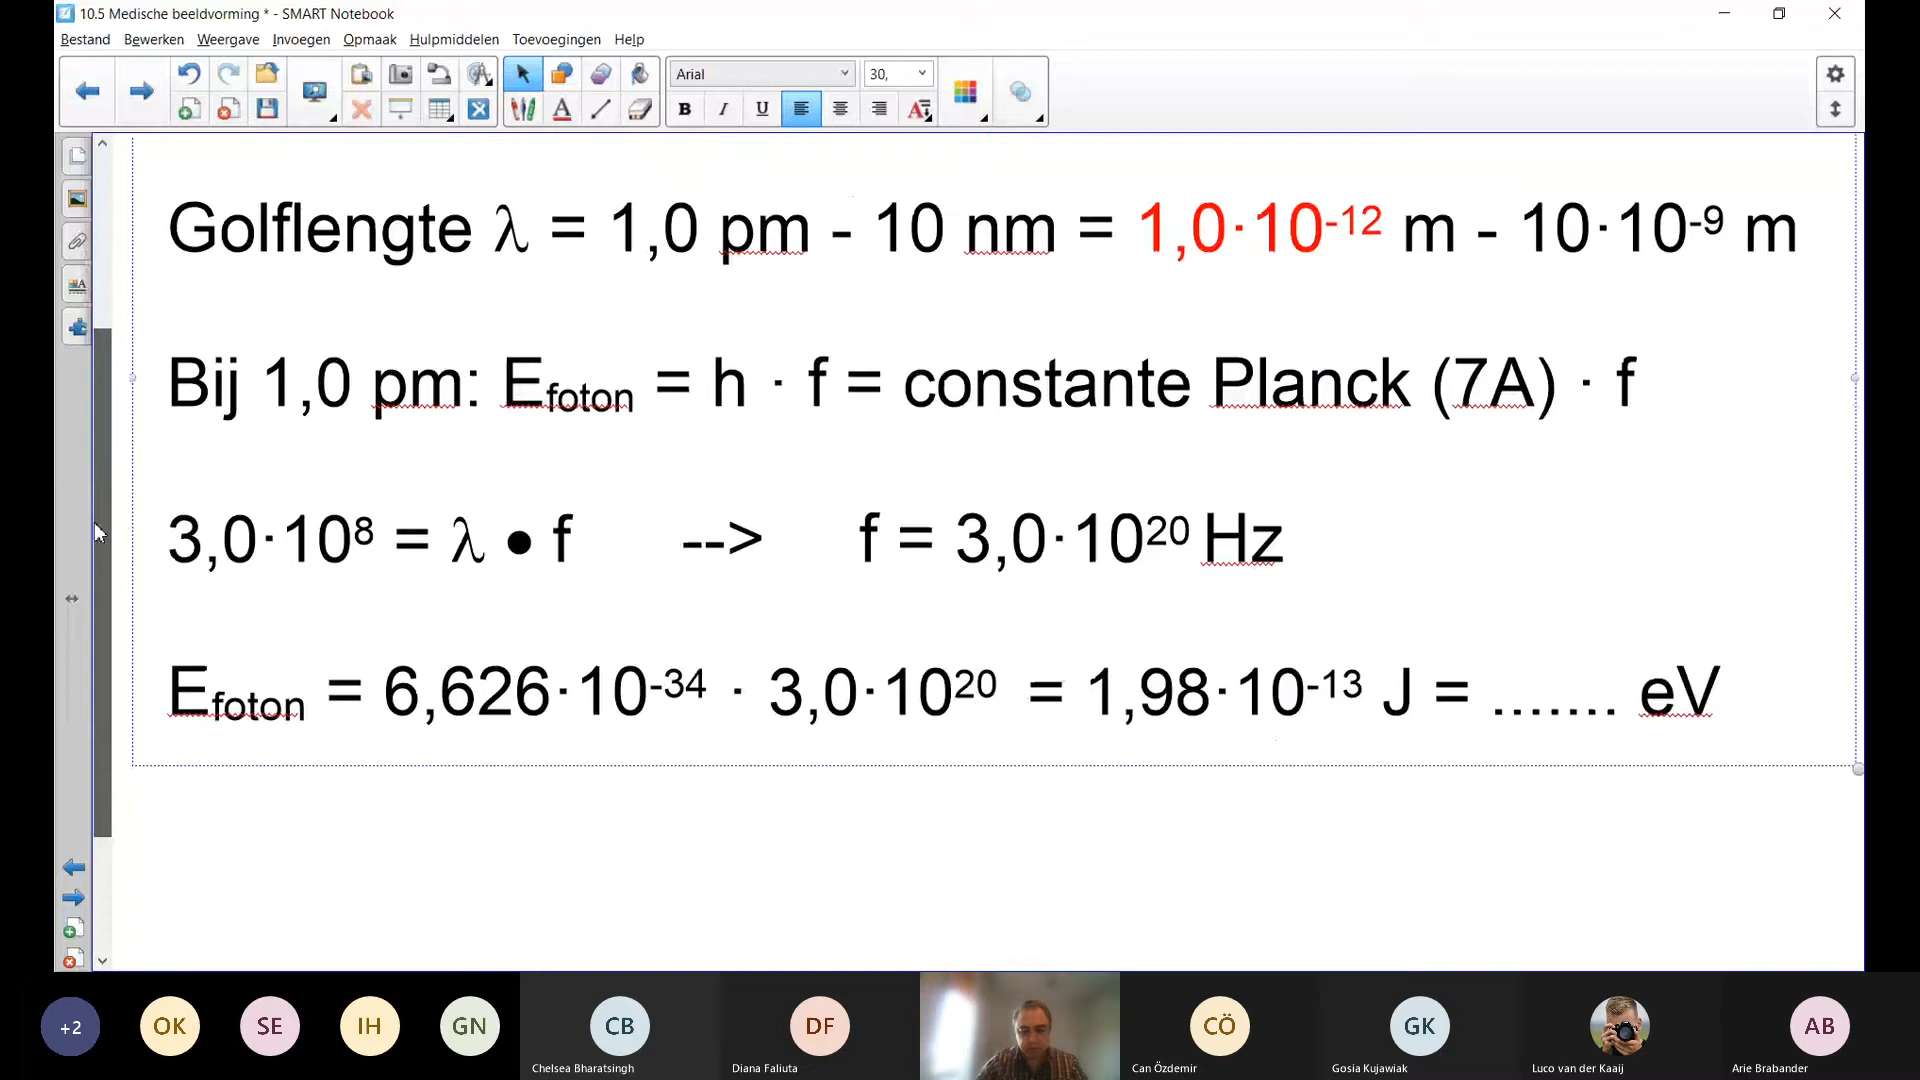 10.5 Medische beeldvorming * - SMART Notebook
Bestand Bewerken Weergave Invoegen Opmaak Hulpmiddelen Toevoegingen Help
Arial 30,
B I U A
Golflengte λ = 1,0 pm - 10 nm = 1,0·10⁻¹² m - 10·10⁻⁹ m
Bij 1,0 pm: Efoton = h · f = constante Planck (7A) · f
3,0·10⁸ = λ • f --> f = 3,0·10²⁰ Hz
Efoton = 6,626·10⁻³⁴ · 3,0·10²⁰ = 1,98·10⁻¹³ J = ....... eV
+2 OK SE IH GN CB DF CÖ GK AB
Chelsea Bharatsingh Diana Faliuta Can Özdemir Gosia Kujawiak Luco van der Kaaij Arie Brabander